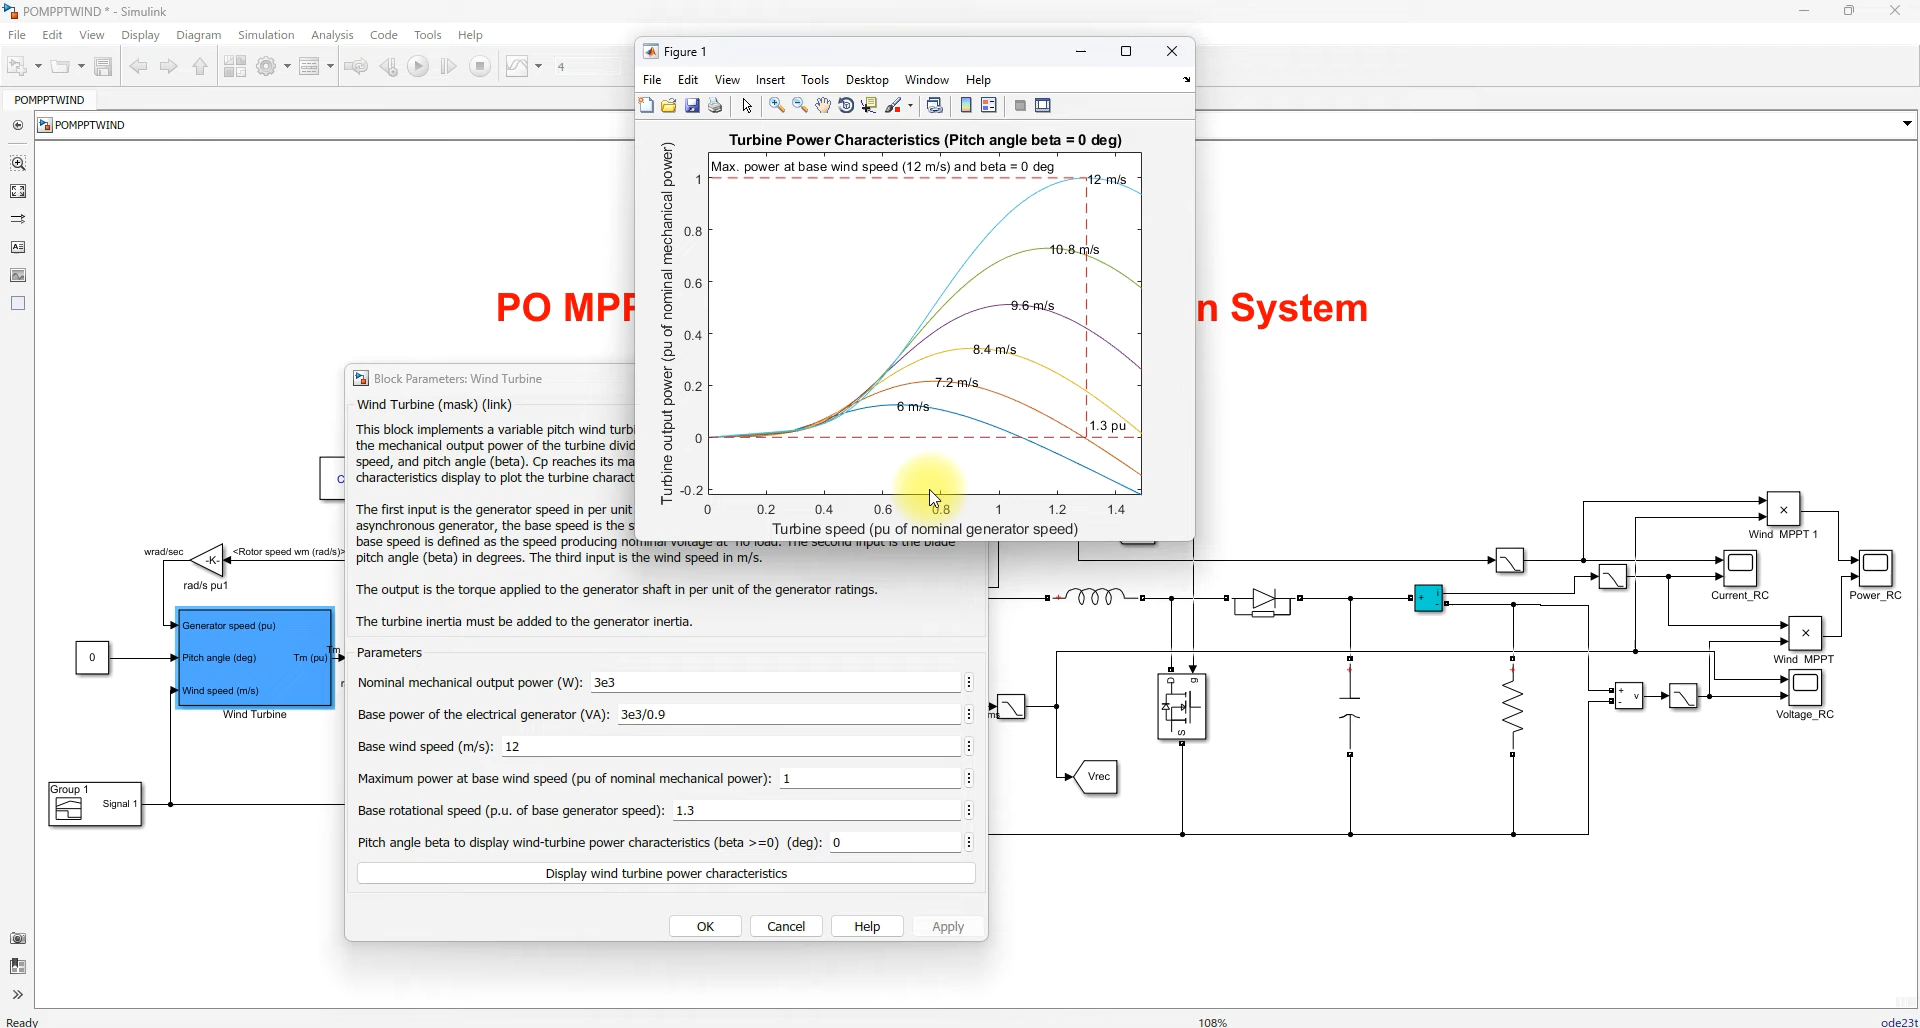 POMPPTWIND * - Simulink
File Edit View Display Diagram Simulation Analysis Code Tools Help
4
POMPPTWIND
POMPPTWIND
PO MPP
n System
Figure 1
File Edit View Insert Tools Desktop Window Help
Turbine Power Characteristics (Pitch angle beta = 0 deg)
Max. power at base wind speed (12 m/s) and beta = 0 deg
12 m/s
10.8 m/s
9.6 m/s
8.4 m/s
7.2 m/s
6 m/s
1.3 pu
Turbine output power (pu of nominal mechanical power)
1
0.8
0.6
0.4
0.2
0
-0.2
0 0.2 0.4 0.6 0.8 1 1.2 1.4
Turbine speed (pu of nominal generator speed)
Block Parameters: Wind Turbine
Wind Turbine (mask) (link)
This block implements a variable pitch wind turbi
the mechanical output power of the turbine divid
speed, and pitch angle (beta). Cp reaches its ma
characteristics display to plot the turbine charact
The first input is the generator speed in per unit
asynchronous generator, the base speed is the s
base speed is defined as the speed producing nominal voltage at no load. The second input is the blade
pitch angle (beta) in degrees. The third input is the wind speed in m/s.
The output is the torque applied to the generator shaft in per unit of the generator ratings.
The turbine inertia must be added to the generator inertia.
Parameters
Nominal mechanical output power (W): 3e3
Base power of the electrical generator (VA): 3e3/0.9
Base wind speed (m/s): 12
Maximum power at base wind speed (pu of nominal mechanical power): 1
Base rotational speed (p.u. of base generator speed): 1.3
Pitch angle beta to display wind-turbine power characteristics (beta >=0) (deg): 0
Display wind turbine power characteristics
OK Cancel Help Apply
C
wrad/sec
-K-
<Rotor speed wm (rad/s)>
rad/s pu1
Generator speed (pu)
0
Pitch angle (deg)
Tm (pu)
Tm
Wind speed (m/s)
Wind Turbine
Group 1
Signal 1
ms
Vrec
D
g
S
+
i
-
+
-
v
×
Wind MPPT 1
Current_RC
Power_RC
×
Wind MPPT
Voltage_RC
Ready
108%
ode23t